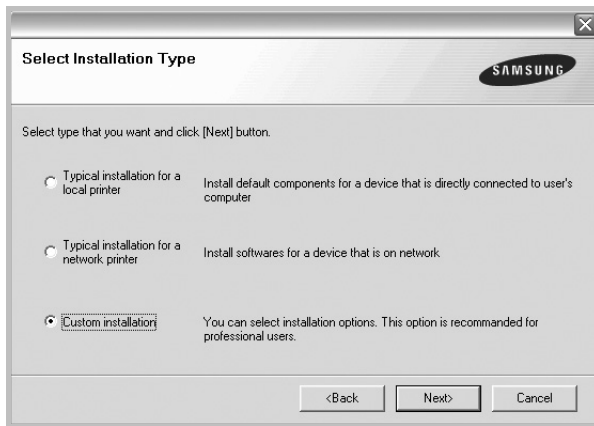 Select Installation Type
SAMSUNG
Select type that you want and click [Next] button.
Typical installation for a
local printer
Install default components for a device that is directly connected to user's
computer
Typical installation for a
network printer
Install softwares for a device that is on network
Custom installation
You can select installation options. This option is recommanded for
professional users.
<Back
Next>
Cancel